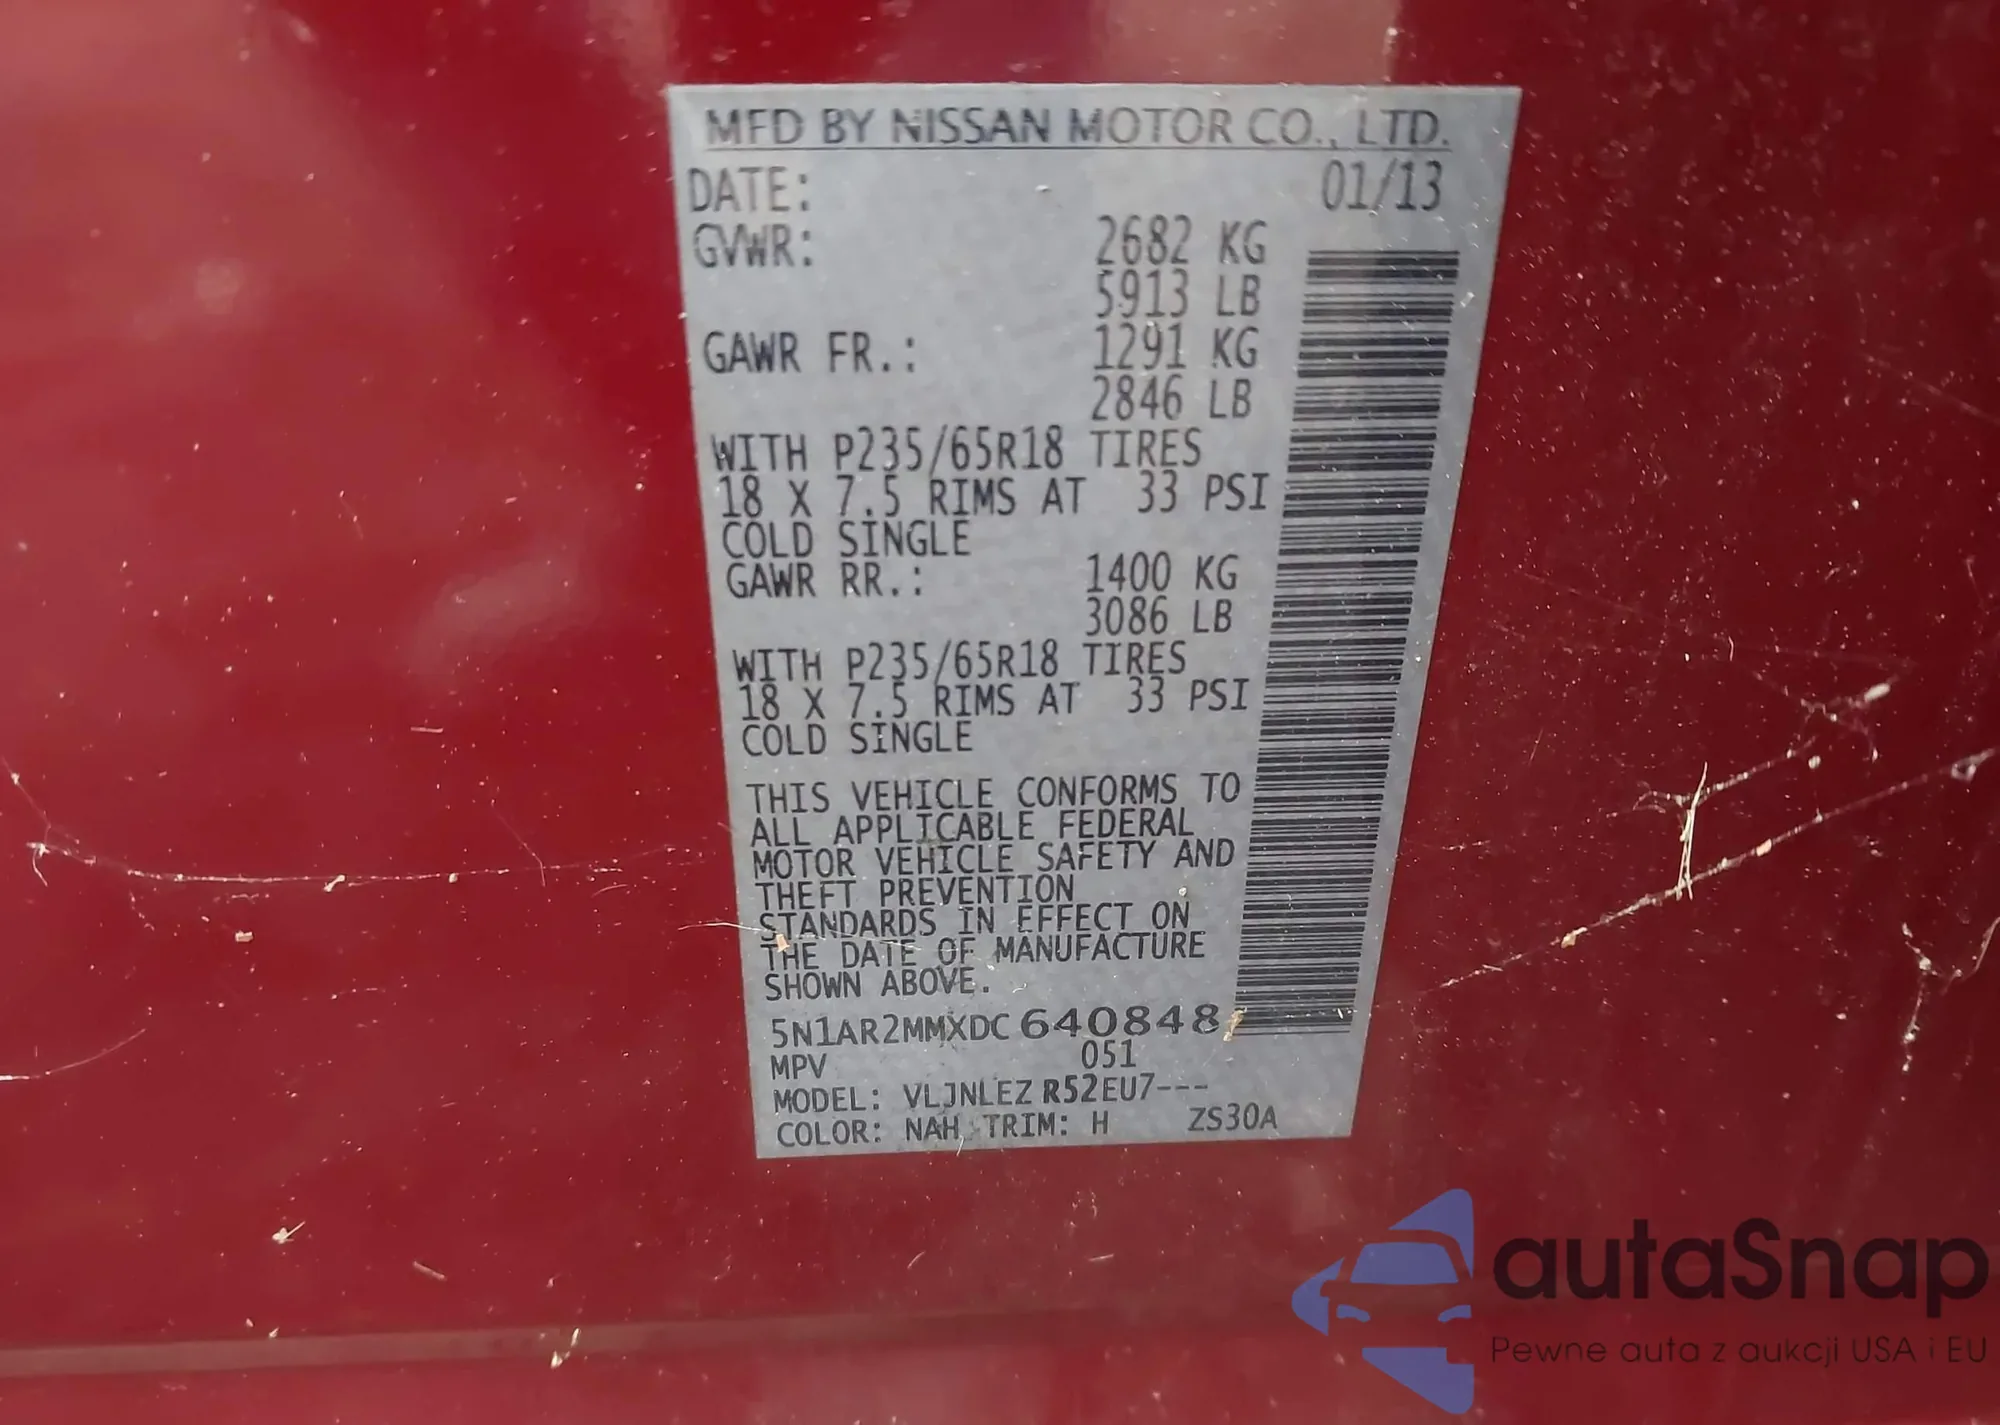 MFD BY NISSAN MOTOR CO., LTD.
DATE: 01/13
GVWR: 2682 KG
5913 LB
GAWR FR.: 1291 KG
2846 LB
WITH P235/65R18 TIRES
18 X 7.5 RIMS AT 33 PSI
COLD SINGLE
GAWR RR.: 1400 KG
3086 LB
WITH P235/65R18 TIRES
18 X 7.5 RIMS AT 33 PSI
COLD SINGLE
THIS VEHICLE CONFORMS TO
ALL APPLICABLE FEDERAL
MOTOR VEHICLE SAFETY AND
THEFT PREVENTION
STANDARDS IN EFFECT ON
THE DATE OF MANUFACTURE
SHOWN ABOVE.
5N1AR2MMXDC640848
MPV 051
MODEL: VLJNLEZ R52EU7---
COLOR: NAH TRIM: H ZS30A
autaSnap
Pewne auta z aukcji USA i EU